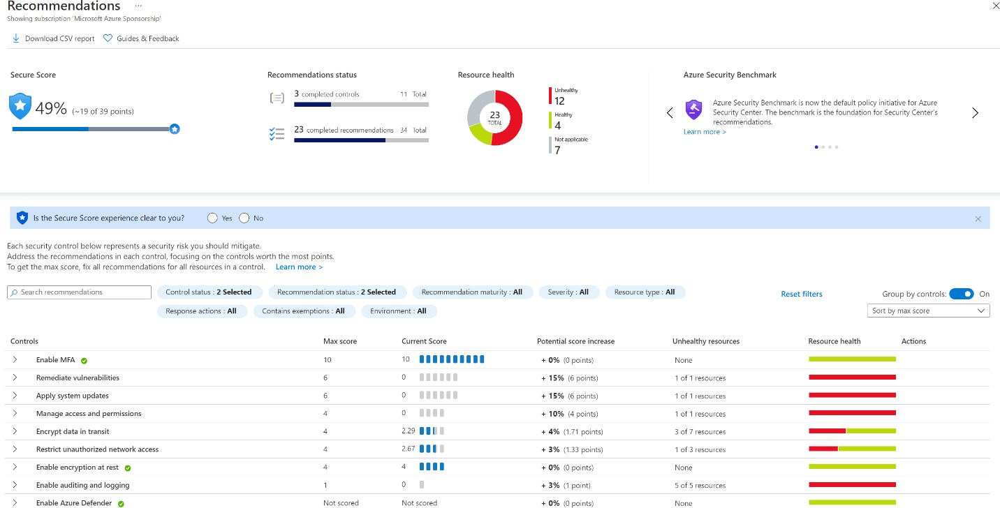 Recommendations ...
Showing subscription 'Microsoft Azure Sponsorship'
Download CSV report Guides & Feedback
Secure Score
49% (~19 of 39 points)
Recommendations status
3 completed controls 11 Total
23 completed recommendations 34 Total
Resource health
23
TOTAL
Unhealthy
12
Healthy
4
Not applicable
7
Azure Security Benchmark
Azure Security Benchmark is now the default policy initiative for Azure
Security Center. The benchmark is the foundation for Security Center's
recommendations.
Learn more >
Is the Secure Score experience clear to you? Yes No
Each security control below represents a security risk you should mitigate.
Address the recommendations in each control, focusing on the controls worth the most points.
To get the max score, fix all recommendations for all resources in a control. Learn more >
Search recommendations Control status : 2 Selected Recommendation status : 2 Selected Recommendation maturity : All Severity : All Resource type : All Reset filters Group by controls: On
Response actions : All Contains exemptions : All Environment : All Sort by max score
Controls Max score Current Score Potential score increase Unhealthy resources Resource health Actions
Enable MFA 10 10 + 0% (0 points) None
Remediate vulnerabilities 6 0 + 15% (6 points) 1 of 1 resources
Apply system updates 6 0 + 15% (6 points) 1 of 1 resources
Manage access and permissions 4 0 + 10% (4 points) 1 of 1 resources
Encrypt data in transit 4 2.29 + 4% (1.71 points) 3 of 7 resources
Restrict unauthorized network access 4 2.67 + 3% (1.33 points) 1 of 3 resources
Enable encryption at rest 4 4 + 0% (0 points) None
Enable auditing and logging 1 0 + 3% (1 point) 5 of 5 resources
Enable Azure Defender Not scored Not scored + 0% (0 points) None